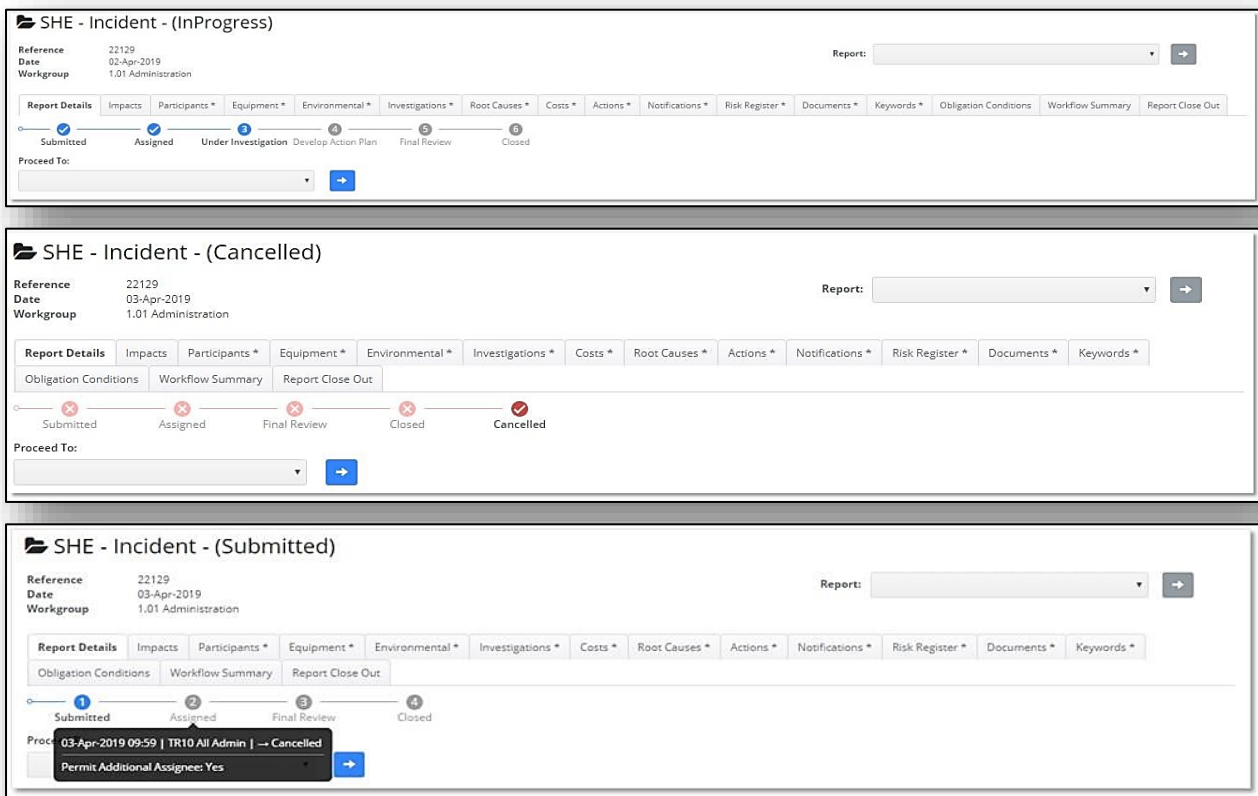 SHE - Incident - (InProgress)
Reference 22129
Date 02-Apr-2019
Workgroup 1.01 Administration
Report:
Report Details Impacts Participants * Equipment * Environmental * Investigations * Root Causes * Costs * Actions * Notifications * Risk Register * Documents * Keywords * Obligation Conditions Workflow Summary Report Close Out
3 4 5 6
Submitted Assigned Under Investigation Develop Action Plan Final Review Closed
Proceed To:
SHE - Incident - (Cancelled)
Reference 22129
Date 03-Apr-2019
Workgroup 1.01 Administration
Report:
Report Details Impacts Participants * Equipment * Environmental * Investigations * Costs * Root Causes * Actions * Notifications * Risk Register * Documents * Keywords *
Obligation Conditions Workflow Summary Report Close Out
Submitted Assigned Final Review Closed Cancelled
Proceed To:
SHE - Incident - (Submitted)
Reference 22129
Date 03-Apr-2019
Workgroup 1.01 Administration
Report:
Report Details Impacts Participants * Equipment * Environmental * Investigations * Costs * Root Causes * Actions * Notifications * Risk Register * Documents * Keywords *
Obligation Conditions Workflow Summary Report Close Out
1 2 3 4
Submitted Assigned Final Review Closed
03-Apr-2019 09:59 | TR10 All Admin | → Cancelled
Permit Additional Assignee: Yes